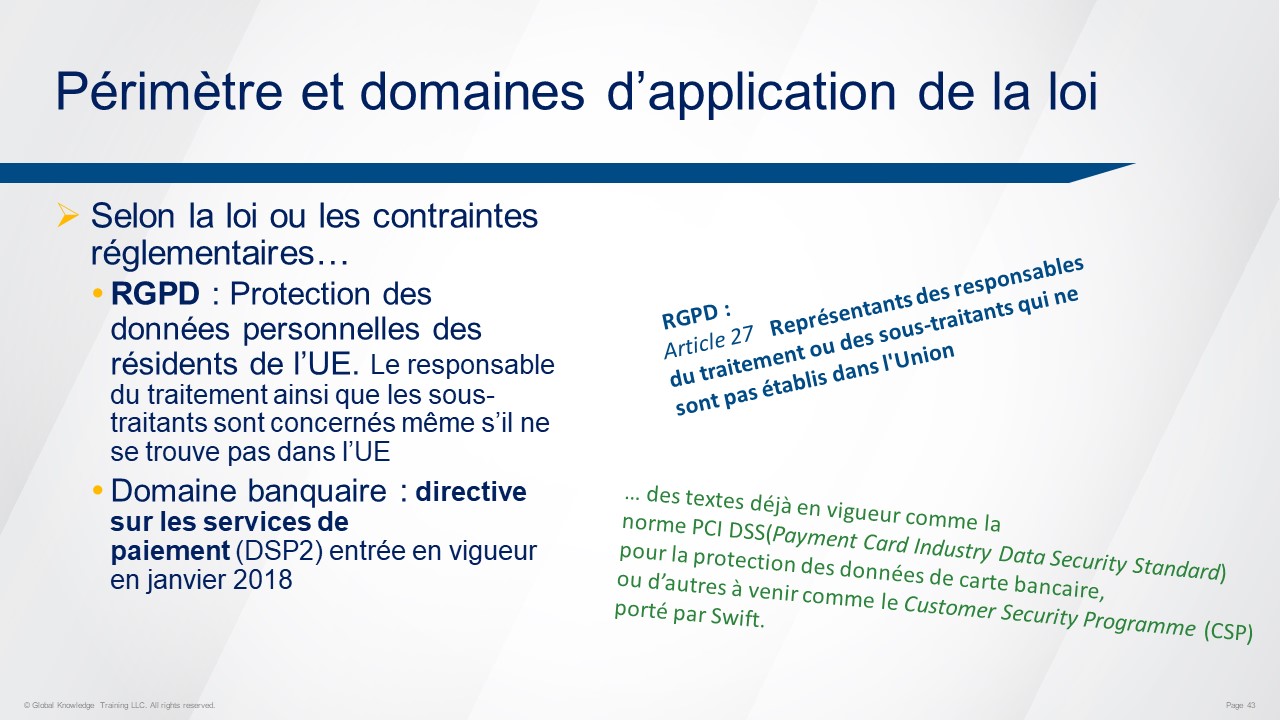 Périmètre et domaines d’application de la loi
Selon la loi ou les contraintes
réglementaires…
RGPD : Protection des
données personnelles des
résidents de l’UE. Le responsable
du traitement ainsi que les sous-
traitants sont concernés même s’il ne
se trouve pas dans l’UE
Domaine banquaire : directive
sur les services de
paiement (DSP2) entrée en vigueur
en janvier 2018
RGPD :
Article 27 Représentants des responsables
du traitement ou des sous-traitants qui ne
sont pas établis dans l'Union
... des textes déjà en vigueur comme la
norme PCI DSS(Payment Card Industry Data Security Standard)
pour la protection des données de carte bancaire,
ou d’autres à venir comme le Customer Security Programme (CSP)
porté par Swift.
© Global Knowledge Training LLC. All rights reserved.
Page 43